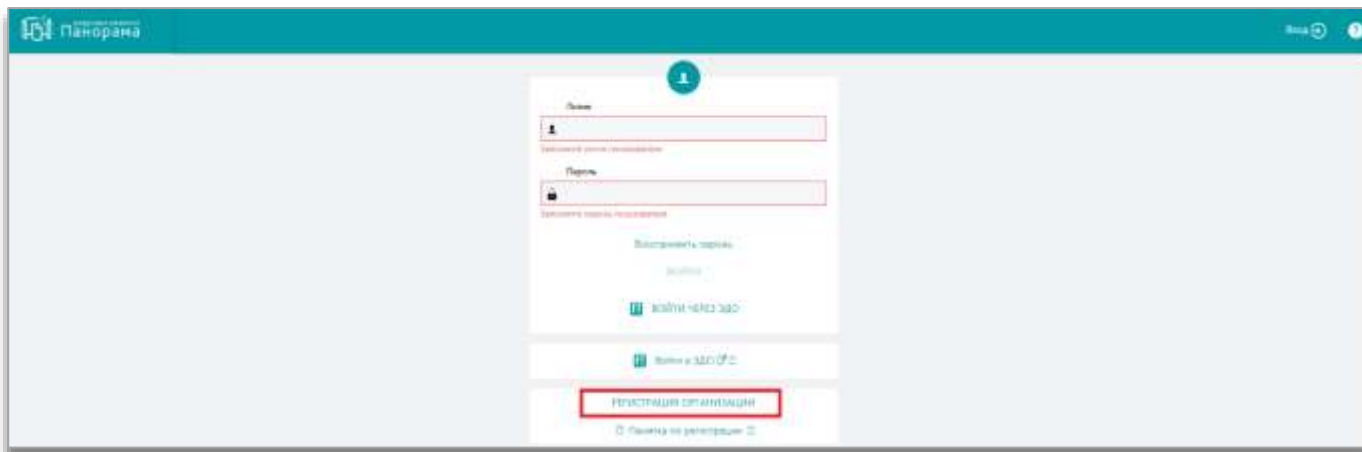 Панорама
Вход
Логин
Заполните логин пользователя
Пароль
Заполните пароль пользователя
Восстановить пароль
ВОЙТИ
ВОЙТИ ЧЕРЕЗ ЭДО
Войти в ЭДО
РЕГИСТРАЦИЯ ОРГАНИЗАЦИИ
Памятка по регистрации